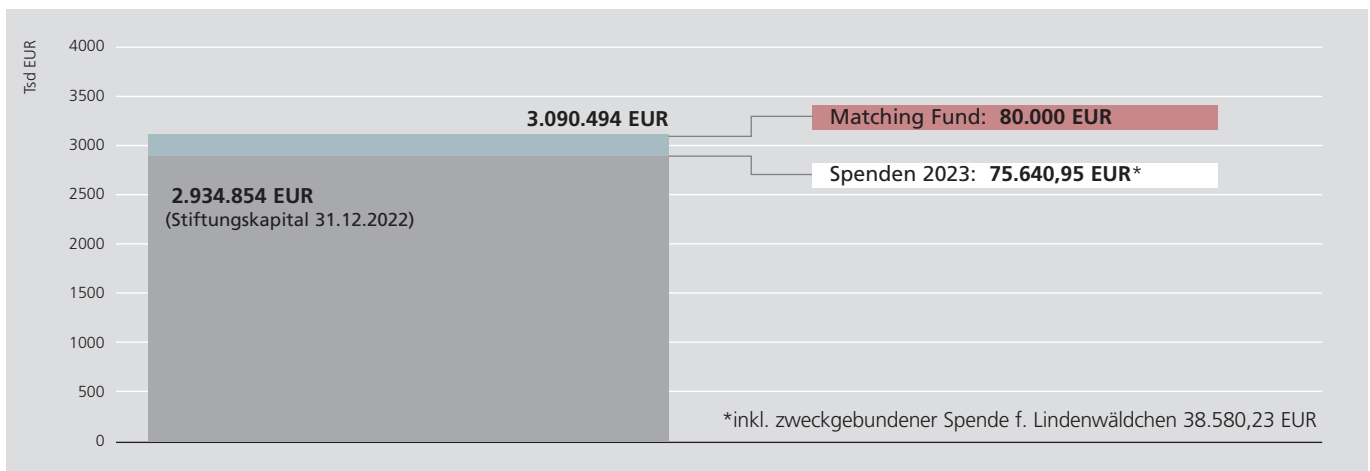 Tsd EUR
4000
3500
3000
2500
2000
1500
1000
500
0
3.090.494 EUR
2.934.854 EUR
(Stiftungskapital 31.12.2022)
Matching Fund: 80.000 EUR
Spenden 2023: 75.640,95 EUR*
*inkl. zweckgebundener Spende f. Lindenwäldchen 38.580,23 EUR